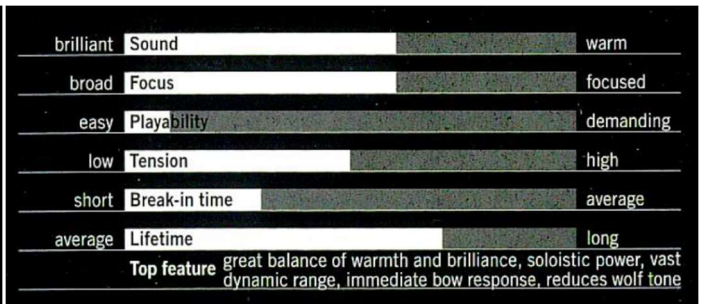 brilliant Sound warm
broad Focus focused
easy Playability demanding
low Tension high
short Break-in time average
average Lifetime long
Top feature great balance of warmth and brilliance, soloistic power, vast
dynamic range, immediate bow response, reduces wolf tone